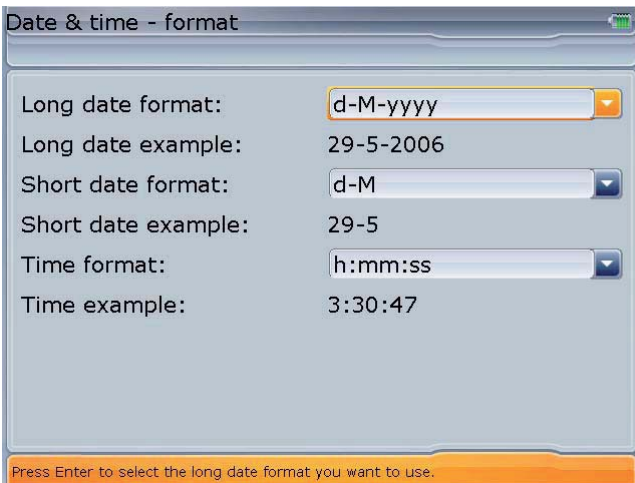 Date & time - format
Long date format: d-M-yyyy
Long date example: 29-5-2006
Short date format: d-M
Short date example: 29-5
Time format: h:mm:ss
Time example: 3:30:47
Press Enter to select the long date format you want to use.